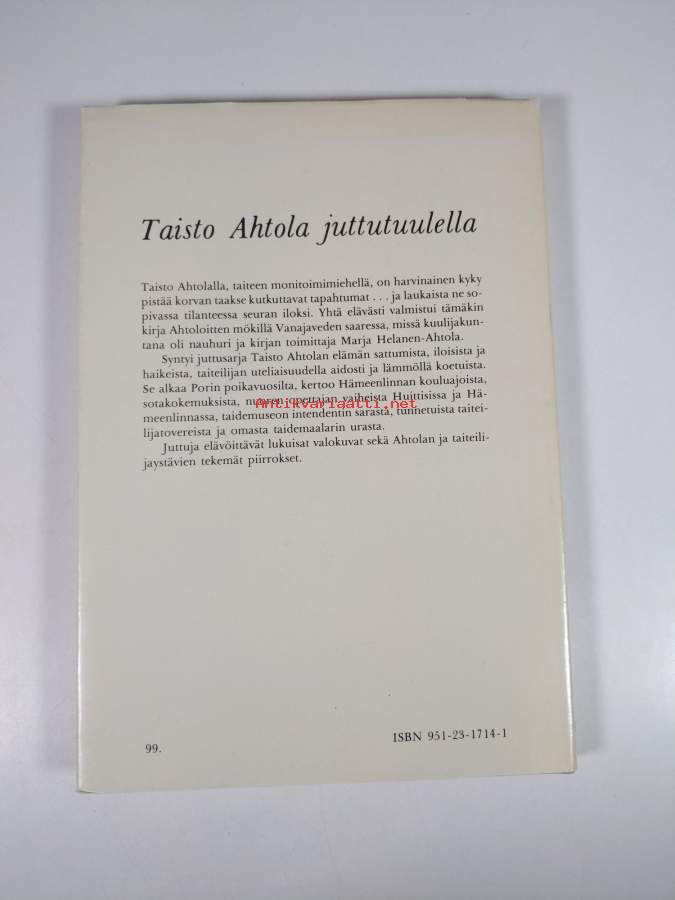 Taisto Ahtola juttutuulella
Taisto Ahtolalla, taiteen monitoimimiehellä, on harvinainen kyky
pistää korvan taakse kutkuttavat tapahtumat . . . ja laukaista ne so-
pivassa tilanteessa seuran iloksi. Yhtä elävästi valmistui tämäkin
kirja Ahtoloitten mökillä Vanajaveden saaressa, missä kuulijakun-
tana oli nauhuri ja kirjan toimittaja Marja Helanen-Ahtola.
Syntyi juttusarja Taisto Ahtolan elämän sattumista, iloisista ja
haikeista, taiteilijan uteliaisuudella aidosti ja lämmöllä koetuista.
Se alkaa Porin poikavuosilta, kertoo Hämeenlinnan kouluajoista,
sotakokemuksista, nuoren opettajan vaiheista Huittisissa ja Hä-
Antikvariaatti.net
meenlinnassa, taidemuseon intendentin sarasta, tunnetuista taitei-
lijatovereista ja omasta taidemaalarin urasta.
Juttuja elävöittävät lukuisat valokuvat sekä Ahtolan ja taiteili-
jaystävien tekemät piirrokset.
99.
ISBN 951-23-1714-1